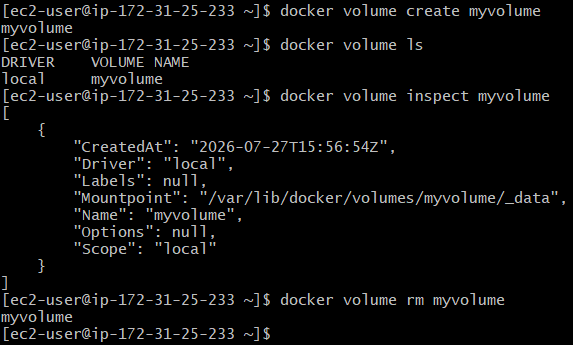 [ec2-user@ip-172-31-25-233 ~]$ docker volume create myvolume
myvolume
[ec2-user@ip-172-31-25-233 ~]$ docker volume ls
DRIVER    VOLUME NAME
local     myvolume
[ec2-user@ip-172-31-25-233 ~]$ docker volume inspect myvolume
[
    {
        "CreatedAt": "2026-07-27T15:56:54Z",
        "Driver": "local",
        "Labels": null,
        "Mountpoint": "/var/lib/docker/volumes/myvolume/_data",
        "Name": "myvolume",
        "Options": null,
        "Scope": "local"
    }
]
[ec2-user@ip-172-31-25-233 ~]$ docker volume rm myvolume
myvolume
[ec2-user@ip-172-31-25-233 ~]$